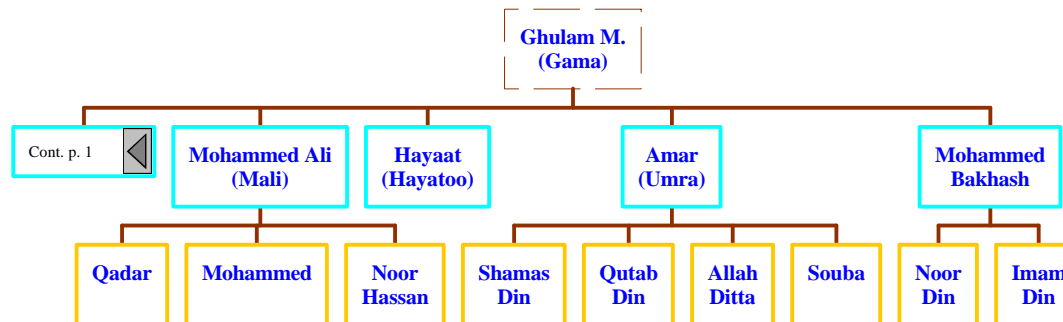 Ghulam M.
(Gama)
Cont. p. 1
Mohammed Ali
(Mali)
Hayaat
(Hayatoo)
Amar
(Umra)
Mohammed
Bakhash
Qadar
Mohammed
Noor
Hassan
Shamas
Din
Qutab
Din
Allah
Ditta
Souba
Noor
Din
Imam
Din